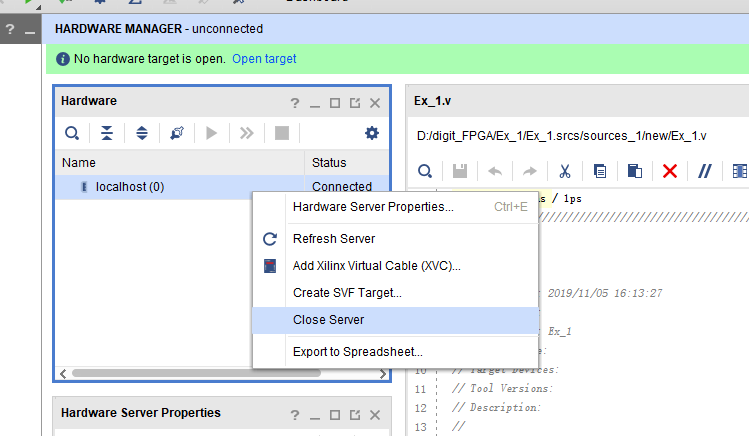 HARDWARE MANAGER - unconnected
No hardware target is open. Open target
Hardware
Name Status
localhost (0) Connected
Hardware Server Properties... Ctrl+E
Refresh Server
Add Xilinx Virtual Cable (XVC)...
Create SVF Target...
Close Server
Export to Spreadsheet...
Hardware Server Properties
Ex_1.v
D:/digit_FPGA/Ex_1/Ex_1.srcs/sources_1/new/Ex_1.v
/ 1ps
2019/11/05 16:13:27
Ex_1
10 // Target Devices:
11 // Tool Versions:
12 // Description:
13 //